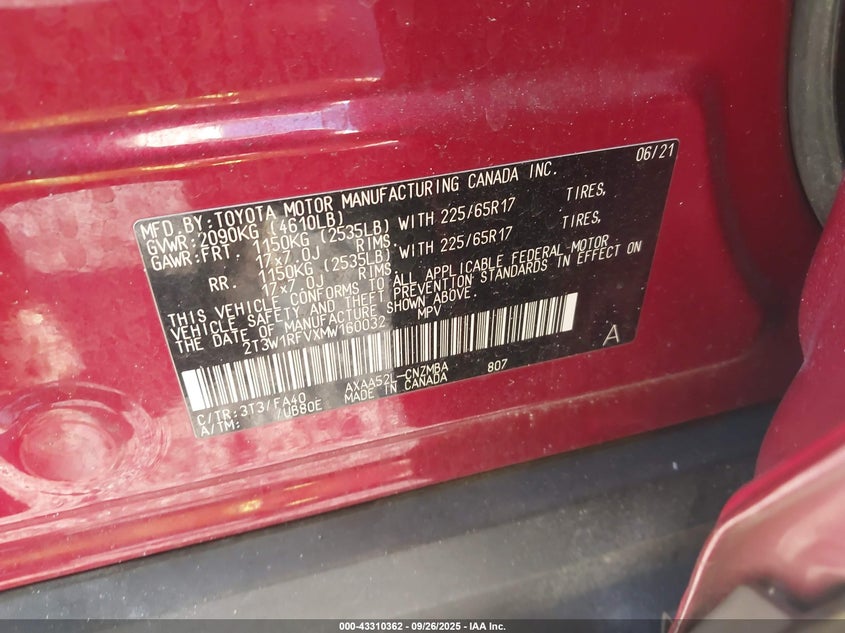 06/21
MFD.BY:TOYOTA MOTOR MANUFACTURING CANADA INC.
GVWR:2090KG (4610LB)
GAWR:FRT. 1150KG (2535LB) WITH 225/65R17 TIRES,
17x7.0J RIMS.
RR. 1150KG (2535LB) WITH 225/65R17 TIRES,
17x7.0J RIMS.
THIS VEHICLE CONFORMS TO ALL APPLICABLE FEDERAL MOTOR
VEHICLE SAFETY AND THEFT PREVENTION STANDARDS IN EFFECT ON
THE DATE OF MANUFACTURE SHOWN ABOVE.
2T3W1RFVXMW160032 MPV
A
C/TR:3T3/FA40 AXAA52L-CNZMBA 807
A/TM: /UB80E MADE IN CANADA
000-43310362 - 09/26/2025 - IAA Inc.